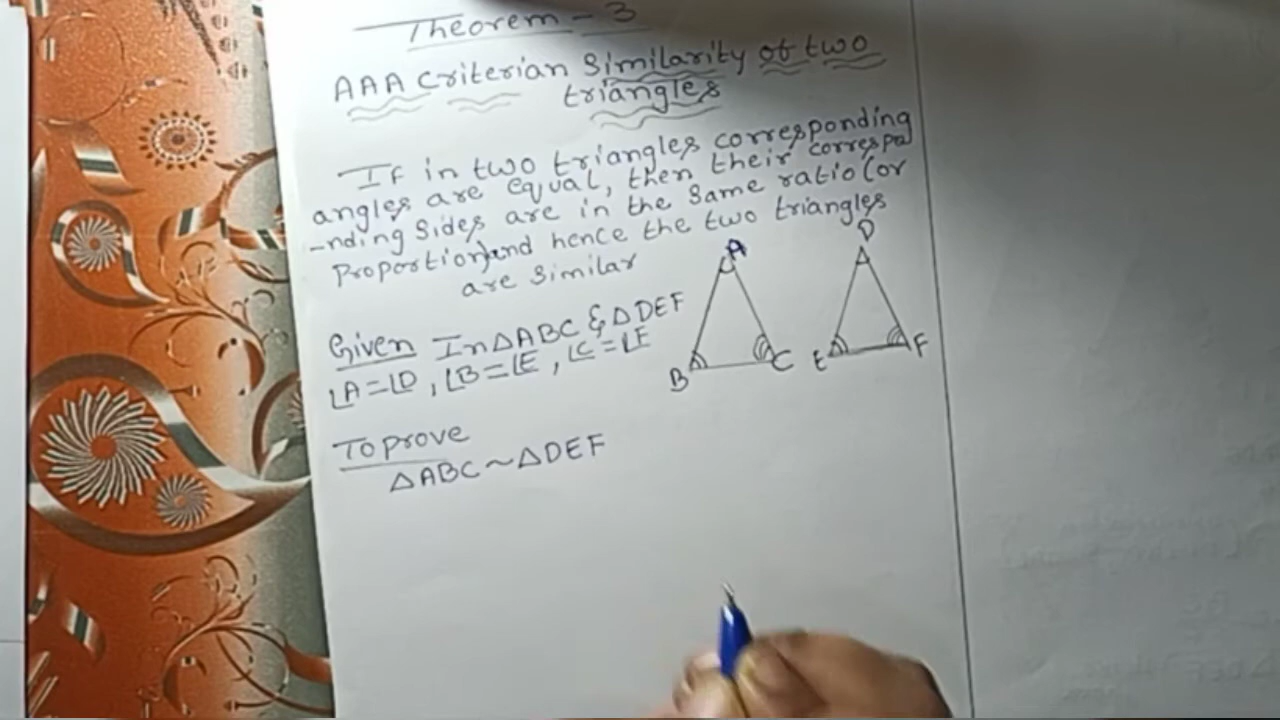 Theorem - 3
AAA Criterian Similarity of two
triangles
If in two triangles corresponding
angles are equal, then their correspo
-nding sides are in the same ratio (or
Proportion) and hence the two triangles
are similar
Given In △ABC & △DEF
∠A=∠D, ∠B=∠E, ∠C=∠F
To prove
△ABC ~ △DEF
A
B
C
D
E
F